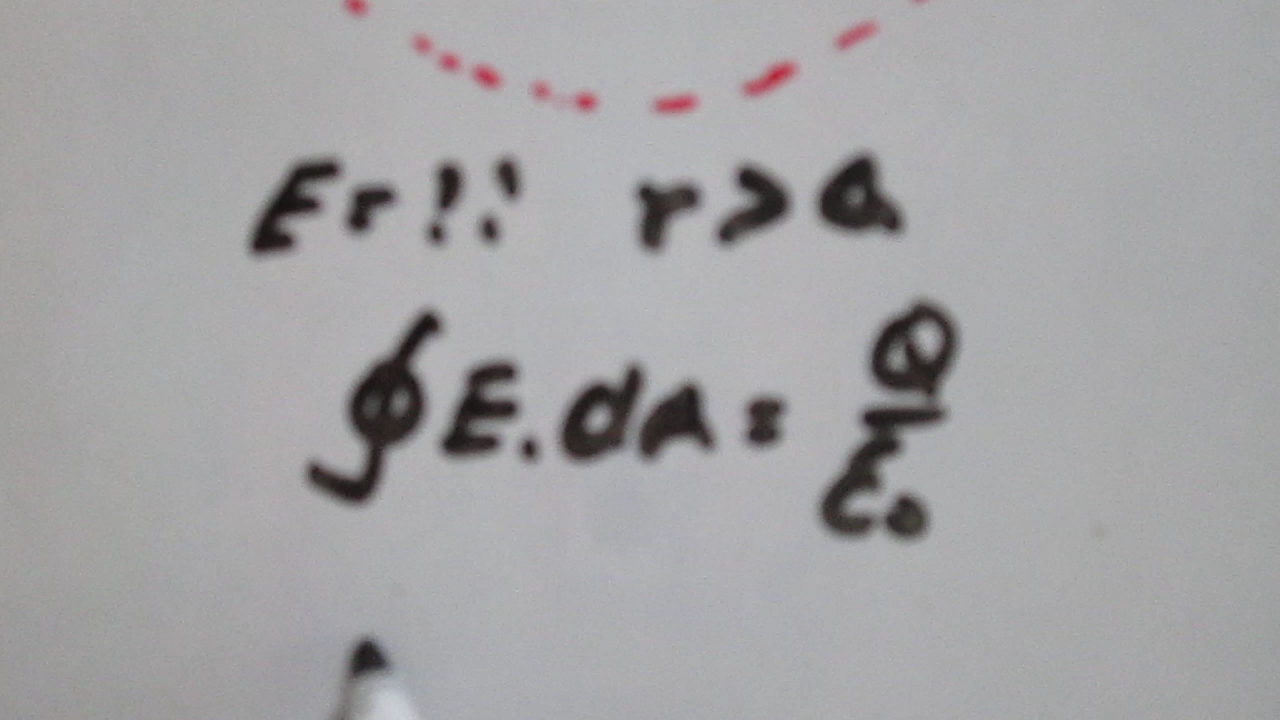 E = ?? r > a
∮ E . dA = Q / ε₀